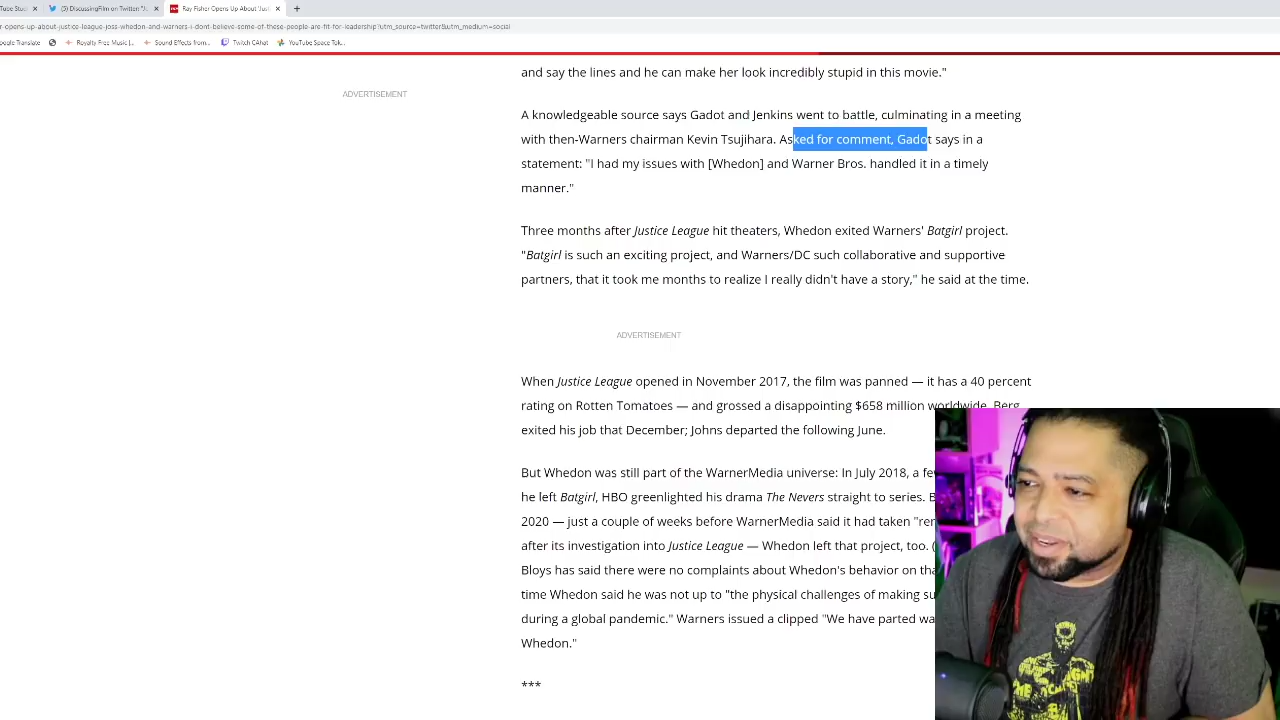 Tube Studi
(5) DiscussingFilm on Twitten "J
Ray Fisher Opens Up About 'Just
r-opens-up-about-justice-league-joss-whedon-and-warners-i-dont-believe-some-of-these-people-are-fit-for-leadership?utm_source=twitter&utm_medium=social
oogle Translate
Royalty Free Music |...
Sound Effects from...
Twitch CAhat
YouTube Space Tok...
and say the lines and he can make her look incredibly stupid in this movie."
ADVERTISEMENT
A knowledgeable source says Gadot and Jenkins went to battle, culminating in a meeting
with then-Warners chairman Kevin Tsujihara. Asked for comment, Gadot says in a
statement: "I had my issues with [Whedon] and Warner Bros. handled it in a timely
manner."
Three months after Justice League hit theaters, Whedon exited Warners' Batgirl project.
"Batgirl is such an exciting project, and Warners/DC such collaborative and supportive
partners, that it took me months to realize I really didn't have a story," he said at the time.
ADVERTISEMENT
When Justice League opened in November 2017, the film was panned — it has a 40 percent
rating on Rotten Tomatoes — and grossed a disappointing $658 million worldwide. Berg
exited his job that December; Johns departed the following June.
But Whedon was still part of the WarnerMedia universe: In July 2018, a fe
he left Batgirl, HBO greenlighted his drama The Nevers straight to series. B
2020 — just a couple of weeks before WarnerMedia said it had taken "rer
after its investigation into Justice League — Whedon left that project, too. (
Bloys has said there were no complaints about Whedon's behavior on tha
time Whedon said he was not up to "the physical challenges of making su
during a global pandemic." Warners issued a clipped "We have parted wa
Whedon."
***